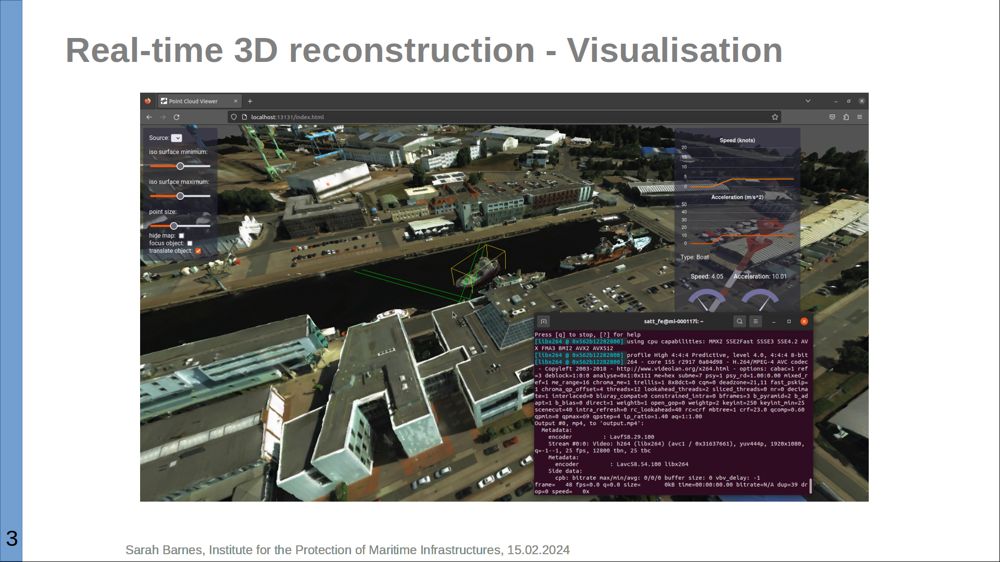 Real-time 3D reconstruction - Visualisation
Point Cloud Viewer
localhost:13131/index.html
Source:
iso surface minimum:
iso surface maximum:
point size:
hide map:
focus object:
translate object:
Speed (knots)
20
15
10
5
0
Acceleration (m/s^2)
50
40
30
20
10
0
Type: Boat
Speed: 4.05 Acceleration: 10.01
satt_fe@mi-000117l: ~
Press [q] to stop, [?] for help
[libx264 @ 0x562b12282800] using cpu capabilities: MMX2 SSE2Fast SSSE3 SSE4.2 AV
X FMA3 BMI2 AVX2 AVX512
[libx264 @ 0x562b12282800] profile High 4:4:4 Predictive, level 4.0, 4:4:4 8-bit
[libx264 @ 0x562b12282800] 264 - core 155 r2917 0a84d98 - H.264/MPEG-4 AVC codec
- Copyleft 2003-2018 - http://www.videolan.org/x264.html - options: cabac=1 ref
=3 deblock=1:0:0 analyse=0x1:0x111 me=hex subme=7 psy=1 psy_rd=1.00:0.00 mixed_r
ef=1 me_range=16 chroma_me=1 trellis=1 8x8dct=0 cqm=0 deadzone=21,11 fast_pskip=
1 chroma_qp_offset=4 threads=12 lookahead_threads=2 sliced_threads=0 nr=0 decima
te=1 interlaced=0 bluray_compat=0 constrained_intra=0 bframes=3 b_pyramid=2 b_ad
apt=1 b_bias=0 direct=1 weightb=1 open_gop=0 weightp=2 keyint=250 keyint_min=25
scenecut=40 intra_refresh=0 rc_lookahead=40 rc=crf mbtree=1 crf=23.0 qcomp=0.60
qpmin=0 qpmax=69 qpstep=4 ip_ratio=1.40 aq=1:1.00
Output #0, mp4, to 'output.mp4':
Metadata:
encoder : Lavf58.29.100
Stream #0:0: Video: h264 (libx264) (avc1 / 0x31637661), yuv444p, 1920x1080,
q=-1--1, 25 fps, 12800 tbn, 25 tbc
Metadata:
encoder : Lavc58.54.100 libx264
Side data:
cpb: bitrate max/min/avg: 0/0/0 buffer size: 0 vbv_delay: -1
frame= 48 fps=0.0 q=0.0 size= 0kB time=00:00:00.00 bitrate=N/A dup=39 dr
op=0 speed= 0x
3
Sarah Barnes, Institute for the Protection of Maritime Infrastructures, 15.02.2024